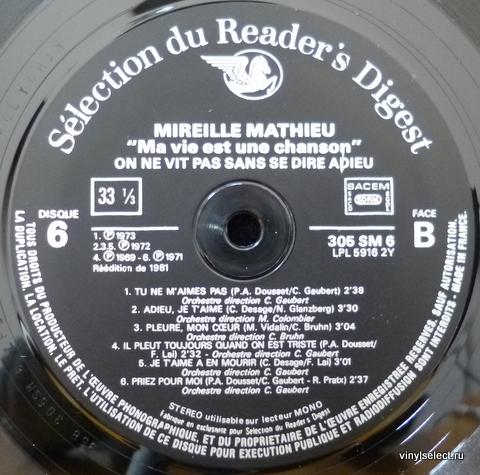 Sélection du Reader's Digest
MIREILLE MATHIEU
"Ma vie est une chanson"
ON NE VIT PAS SANS SE DIRE ADIEU
33 1/3
SACEM
BIEM
DISQUE
6
FACE
B
1. Ⓟ 1973
2.3.5. Ⓟ 1972
4. Ⓟ 1969 - 6. Ⓟ 1971
Réédition de 1981
305 SM 6
LPL 5916 2Y
1. TU NE M'AIMES PAS (P.A. Dousset/C. Gaubert) 2'38
Orchestre direction C. Gaubert
2. ADIEU, JE T'AIME (C. Desage/N. Glanzberg) 3'30
Orchestre direction M. Colombier
3. PLEURE, MON CŒUR (M. Vidalin/C. Bruhn) 3'04
Orchestre direction C. Bruhn
4. IL PLEUT TOUJOURS QUAND ON EST TRISTE (P.A. Dousset/
F. Lai) 2'32 - Orchestre direction C. Gaubert
5. JE T'AIME A EN MOURIR (C. Desage/F. Lai) 3'01
Orchestre direction C. Gaubert
6. PRIEZ POUR MOI (P.A. Dousset/C. Gaubert - R. Pratx) 2'37
Orchestre direction C. Gaubert
STEREO utilisable sur lecteur MONO
Fabriqué en exclusivité pour Sélection du Reader's Digest
TOUS DROITS DU PRODUCTEUR DE L'ŒUVRE PHONOGRAPHIQUE, ET DU PROPRIETAIRE DE L'ŒUVRE ENREGISTREE RESERVES. SAUF AUTORISATION,
LA DUPLICATION, LA LOCATION, LE PRET, L'UTILISATION DE CE DISQUE POUR EXECUTION PUBLIQUE ET RADIODIFFUSION SONT INTERDITS - MADE IN FRANCE.
vinylselect.ru